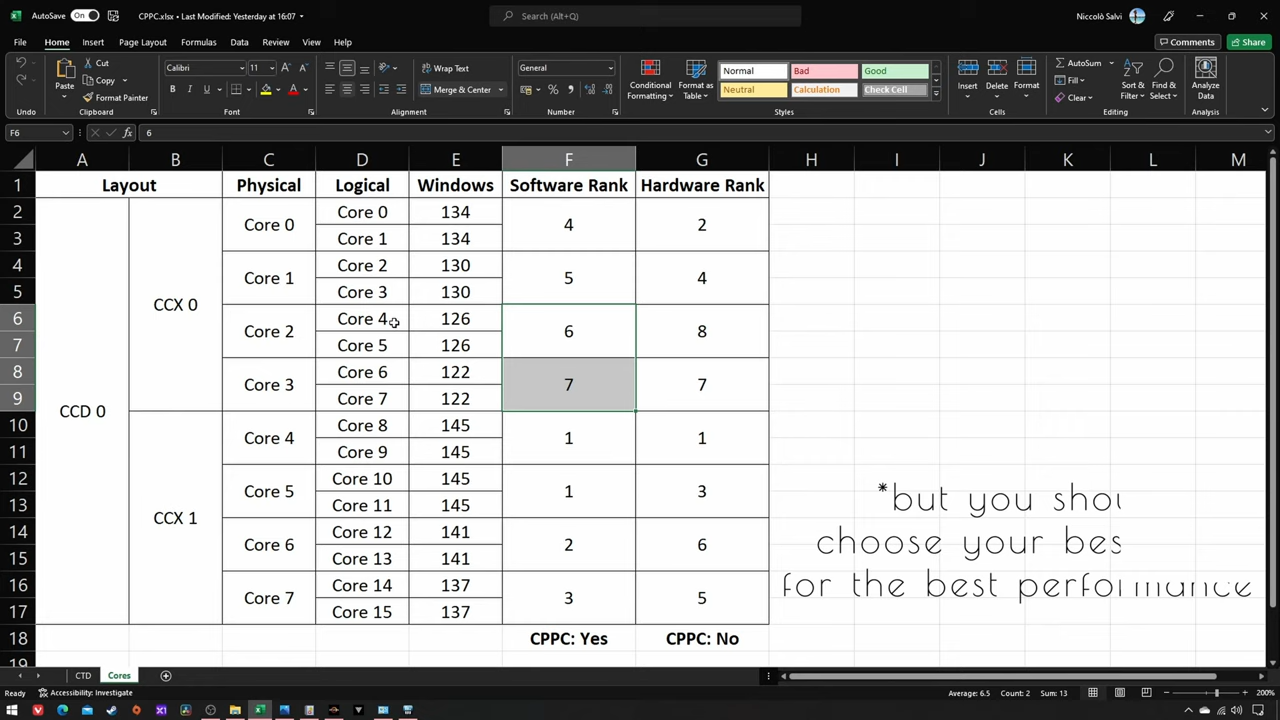 AutoSave On CPPC.xlsx • Last Modified: Yesterday at 16:07 Search (Alt+Q) Niccolò Salvi
File Home Insert Page Layout Formulas Data Review View Help Comments Share
Paste Cut Copy Format Painter Clipboard
Calibri 11 B I U A Font
Wrap Text Merge & Center Alignment
General % Number
Conditional Formatting Format as Table
Normal Bad Good
Neutral Calculation Check Cell
Styles
Insert Delete Format Cells
AutoSum Fill Clear Sort & Filter Find & Select Editing
Analyze Data Analysis
F6 fx 6
A B C D E F G H I J K L M
1 Layout Physical Logical Windows Software Rank Hardware Rank
2 CCD 0 CCX 0 Core 0 Core 0 134 4 2
3 Core 1 134
4 Core 1 Core 2 130 5 4
5 Core 3 130
6 Core 2 Core 4 126 6 8
7 Core 5 126
8 Core 3 Core 6 122 7 7
9 Core 7 122
10 CCX 1 Core 4 Core 8 145 1 1
11 Core 9 145
12 Core 5 Core 10 145 1 3
13 Core 11 145
14 Core 6 Core 12 141 2 6
15 Core 13 141
16 Core 7 Core 14 137 3 5
17 Core 15 137
18 CPPC: Yes CPPC: No
19
*but you shou
choose your bes
for the best performance
CTD Cores
Ready Accessibility: Investigate Average: 6.5 Count: 2 Sum: 13 200%